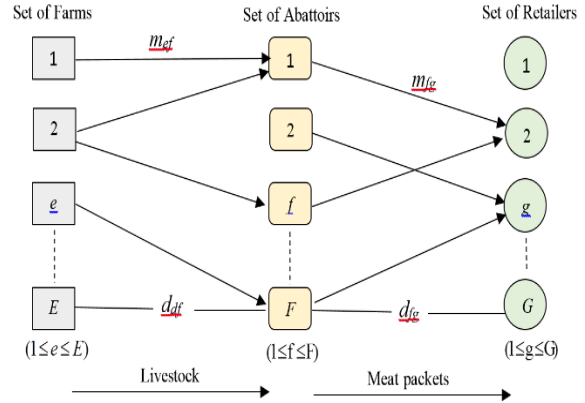 Set of Farms Set of Abattoirs Set of Retailers
1 m_ef 1 1
m_fg
2 2 2
e f g
E d_df F d_fg G
(1≤e≤E) (1≤f≤F) (1≤g≤G)
Livestock Meat packets